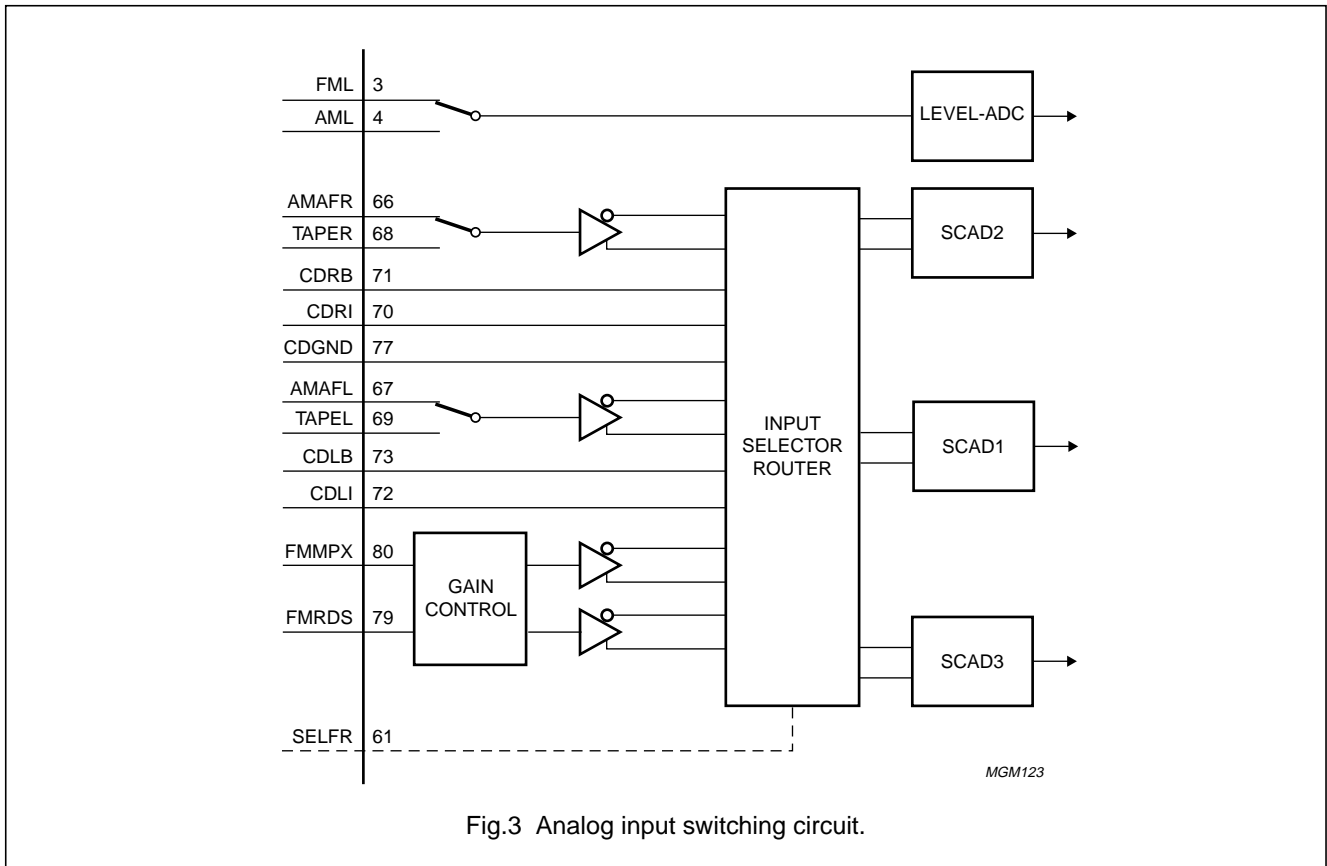 FML 3
AML 4
LEVEL-ADC
AMAFR 66
TAPER 68
SCAD2
CDRB 71
CDRI 70
CDGND 77
AMAFL 67
TAPEL 69
INPUT
SELECTOR
ROUTER
SCAD1
CDLB 73
CDLI 72
FMMPX 80
GAIN
CONTROL
FMRDS 79
SCAD3
SELFR 61
MGM123
Fig.3 Analog input switching circuit.